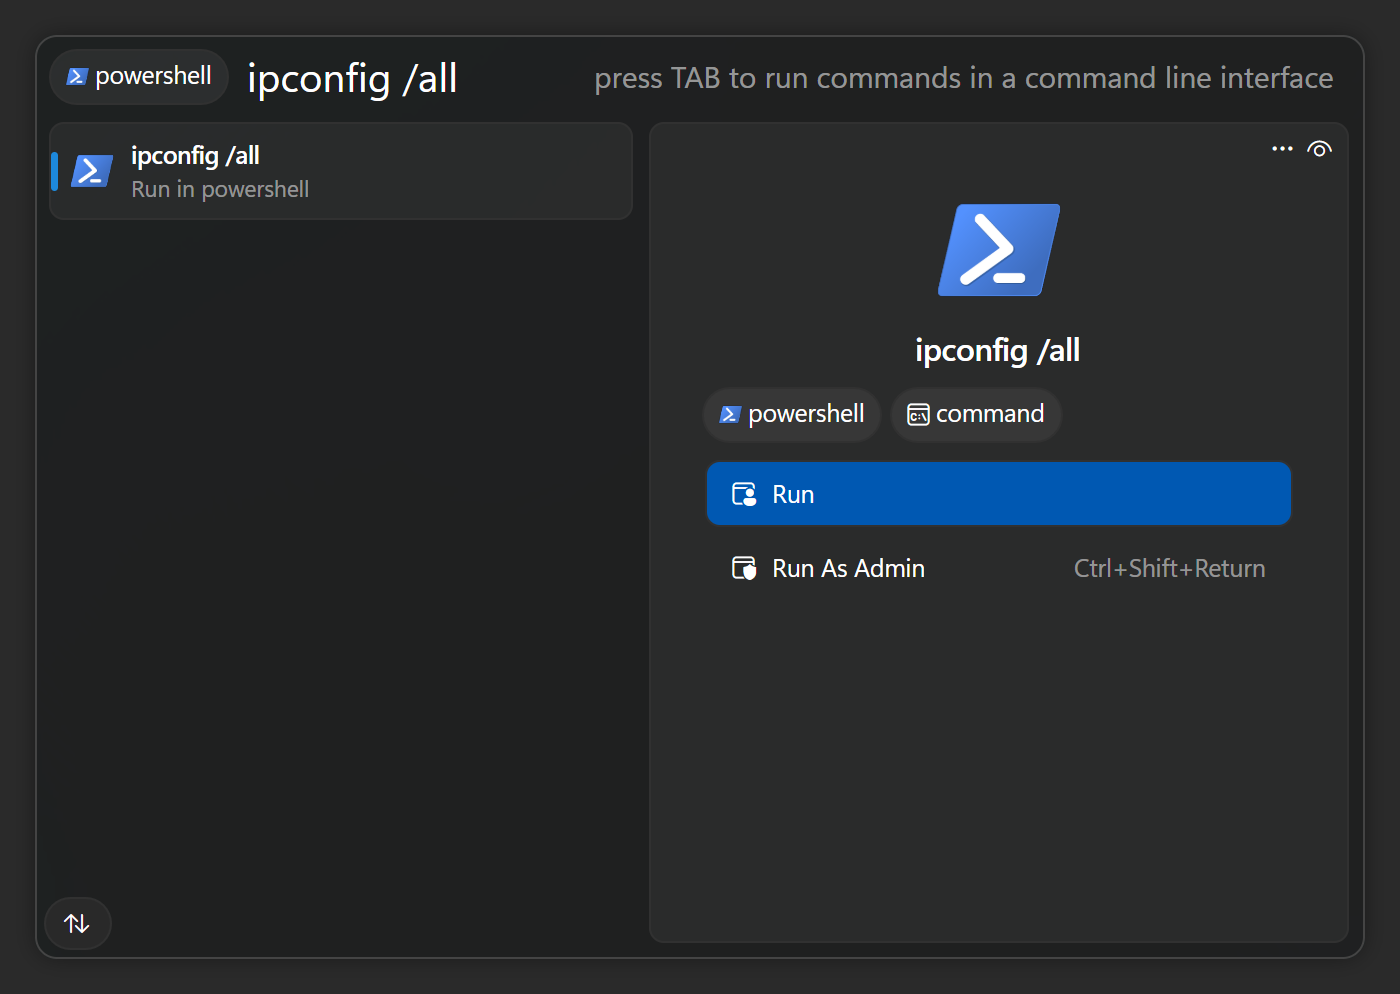 powershell
ipconfig /all
press TAB to run commands in a command line interface
ipconfig /all
Run in powershell
ipconfig /all
powershell
C:\ command
Run
Run As Admin Ctrl+Shift+Return